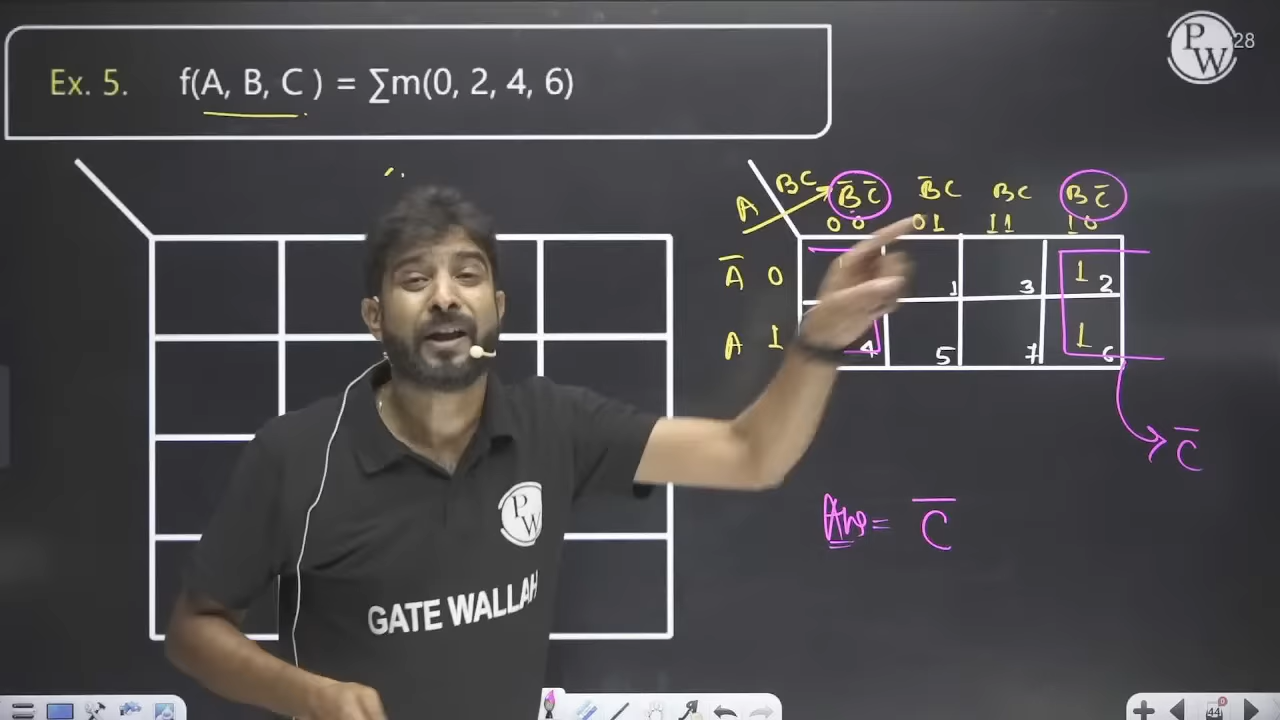 Ex. 5. f(A, B, C ) = ∑m(0, 2, 4, 6)
PW
28
A BC B̅C̅ B̅C BC BC̅
00 01 11 10
A̅ 0 1 3 1 2
A 1 4 5 7 1 6
C̅
Ans = C̅
PW
GATE WALLAH
44